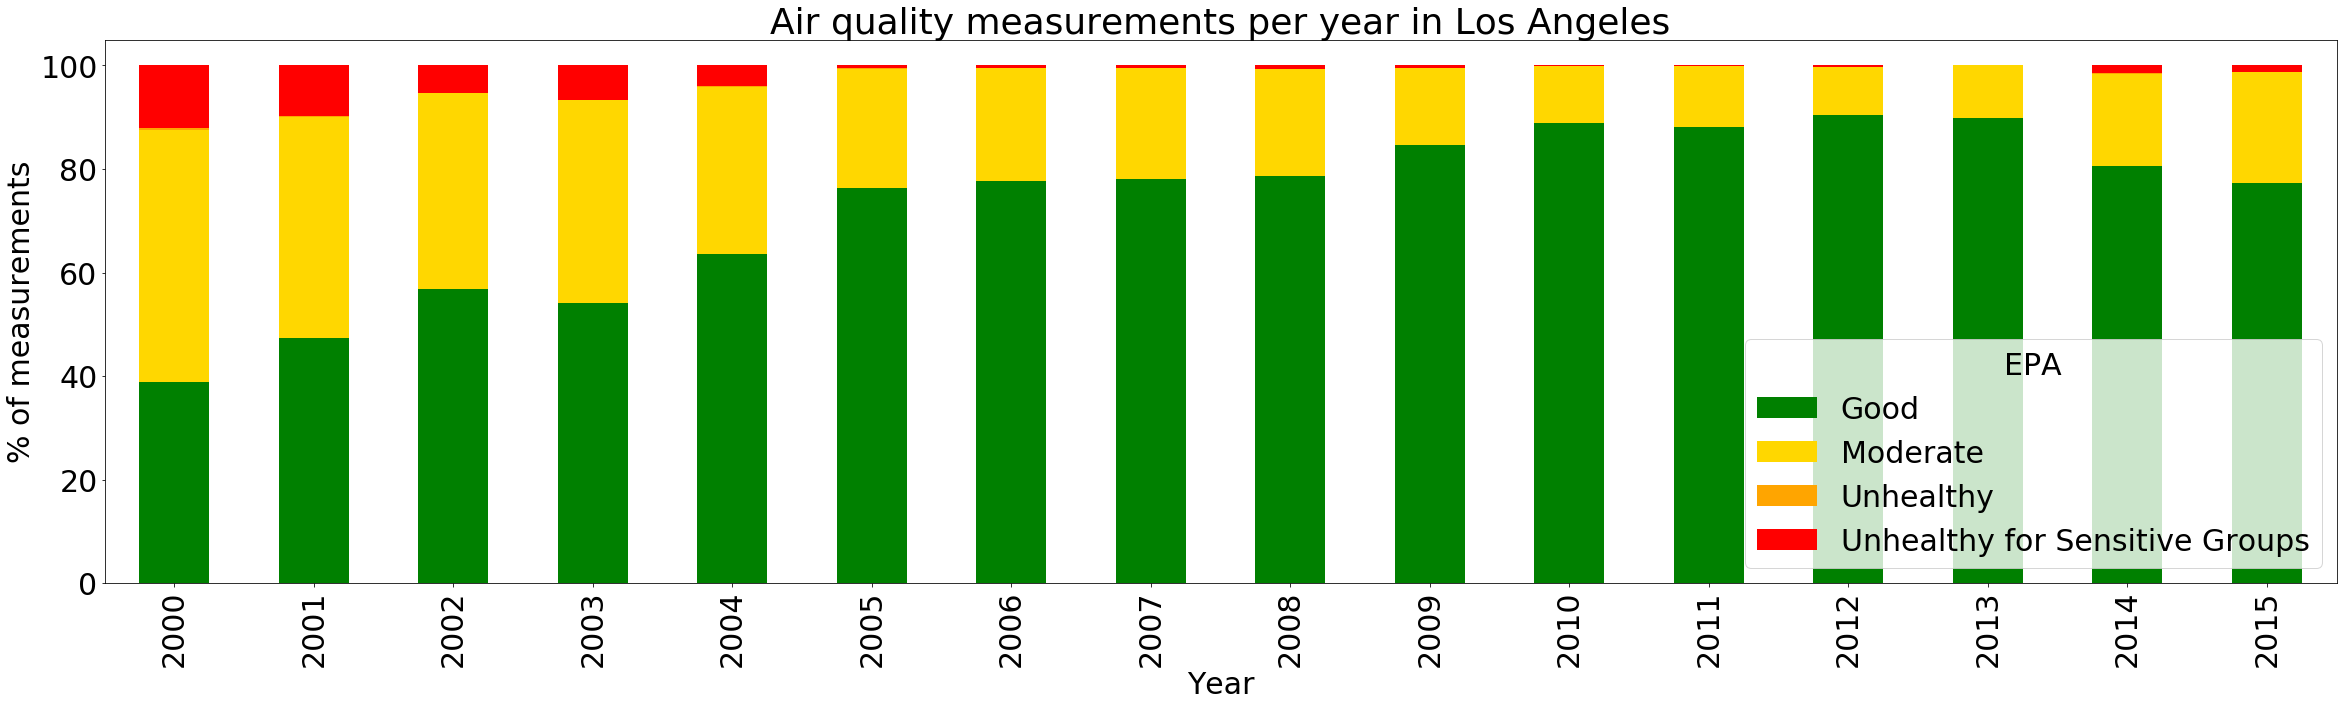 Air quality measurements per year in Los Angeles
% of measurements
100
80
60
40
20
0
EPA
Good
Moderate
Unhealthy
Unhealthy for Sensitive Groups
2000
2001
2002
2003
2004
2005
2006
2007
2008
2009
2010
2011
2012
2013
2014
2015
Year